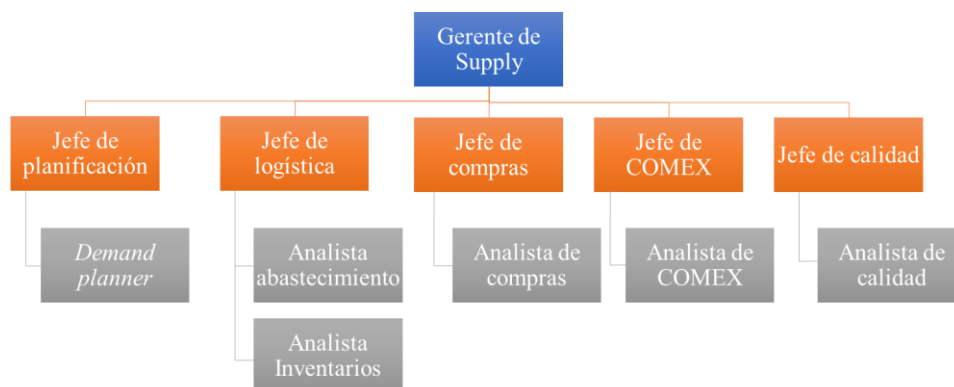 Gerente de
Supply
Jefe de
planificación
Jefe de
logística
Jefe de
compras
Jefe de
COMEX
Jefe de calidad
Demand
planner
Analista
abastecimiento
Analista de
compras
Analista de
COMEX
Analista de
calidad
Analista
Inventarios